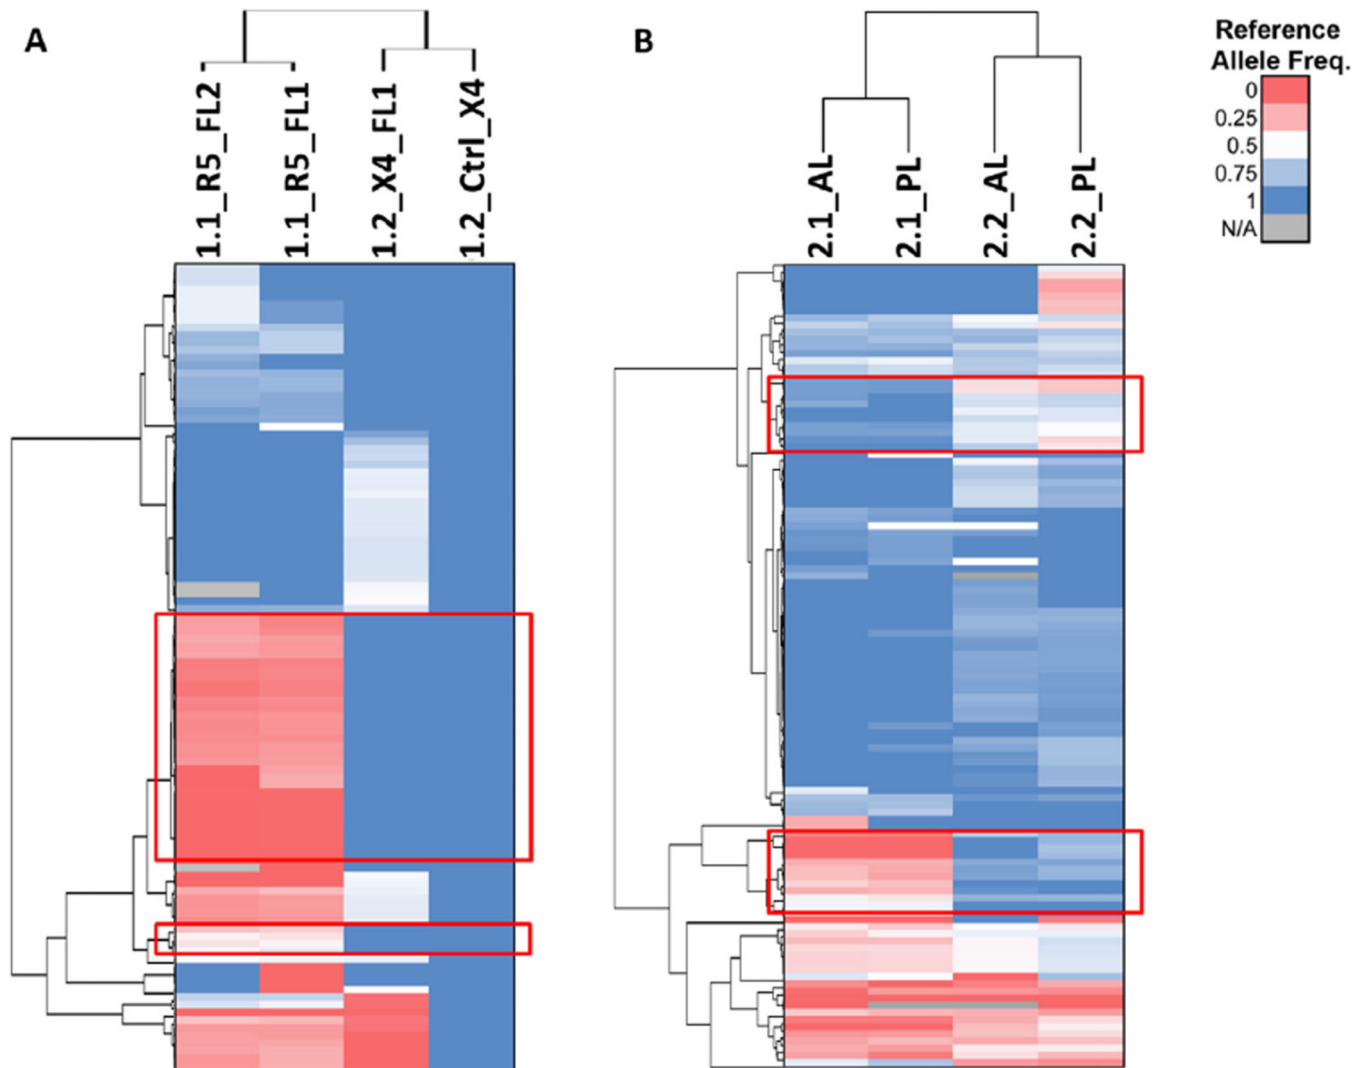 A
1.1_R5_FL2
1.1_R5_FL1
1.2_X4_FL1
1.2_Ctrl_X4
B
2.1_AL
2.1_PL
2.2_AL
2.2_PL
Reference
Allele Freq.
0
0.25
0.5
0.75
1
N/A